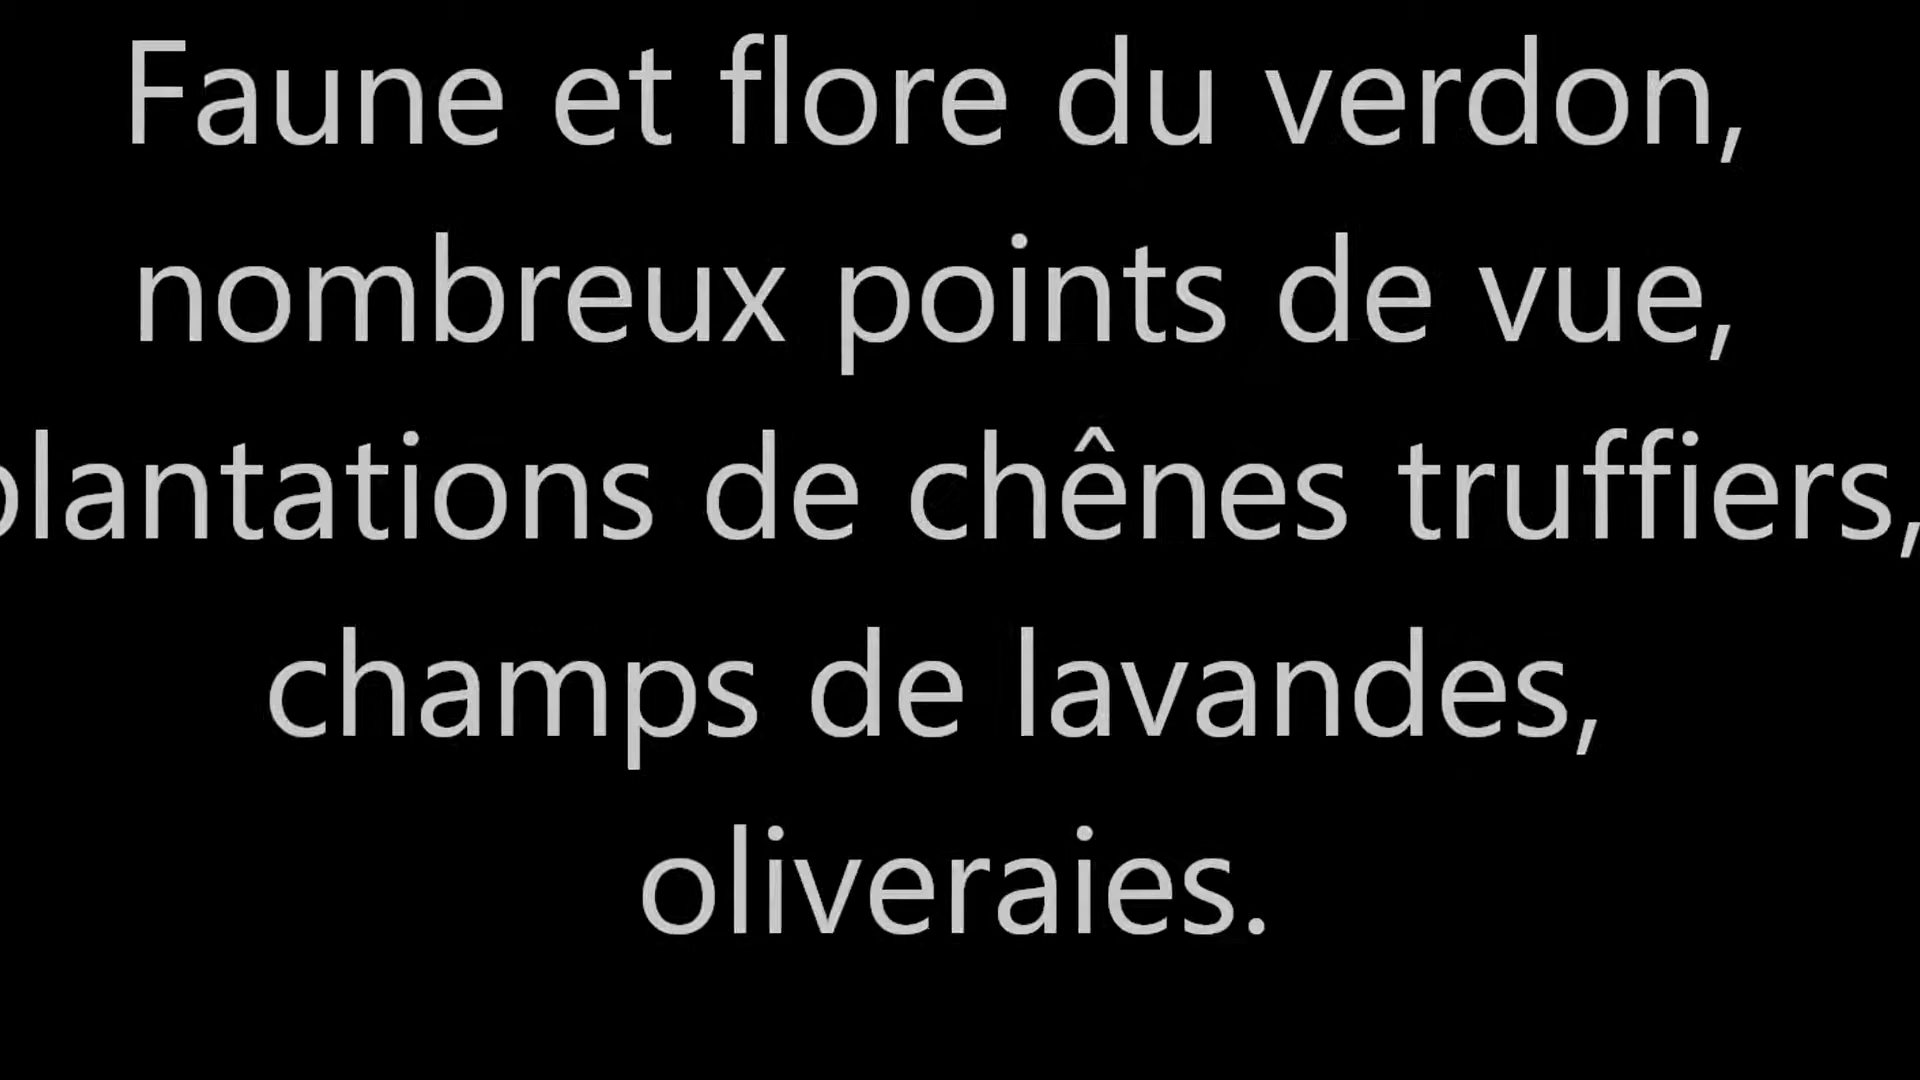 Faune et flore du verdon,
nombreux points de vue,
plantations de chênes truffiers,
champs de lavandes,
oliveraies.